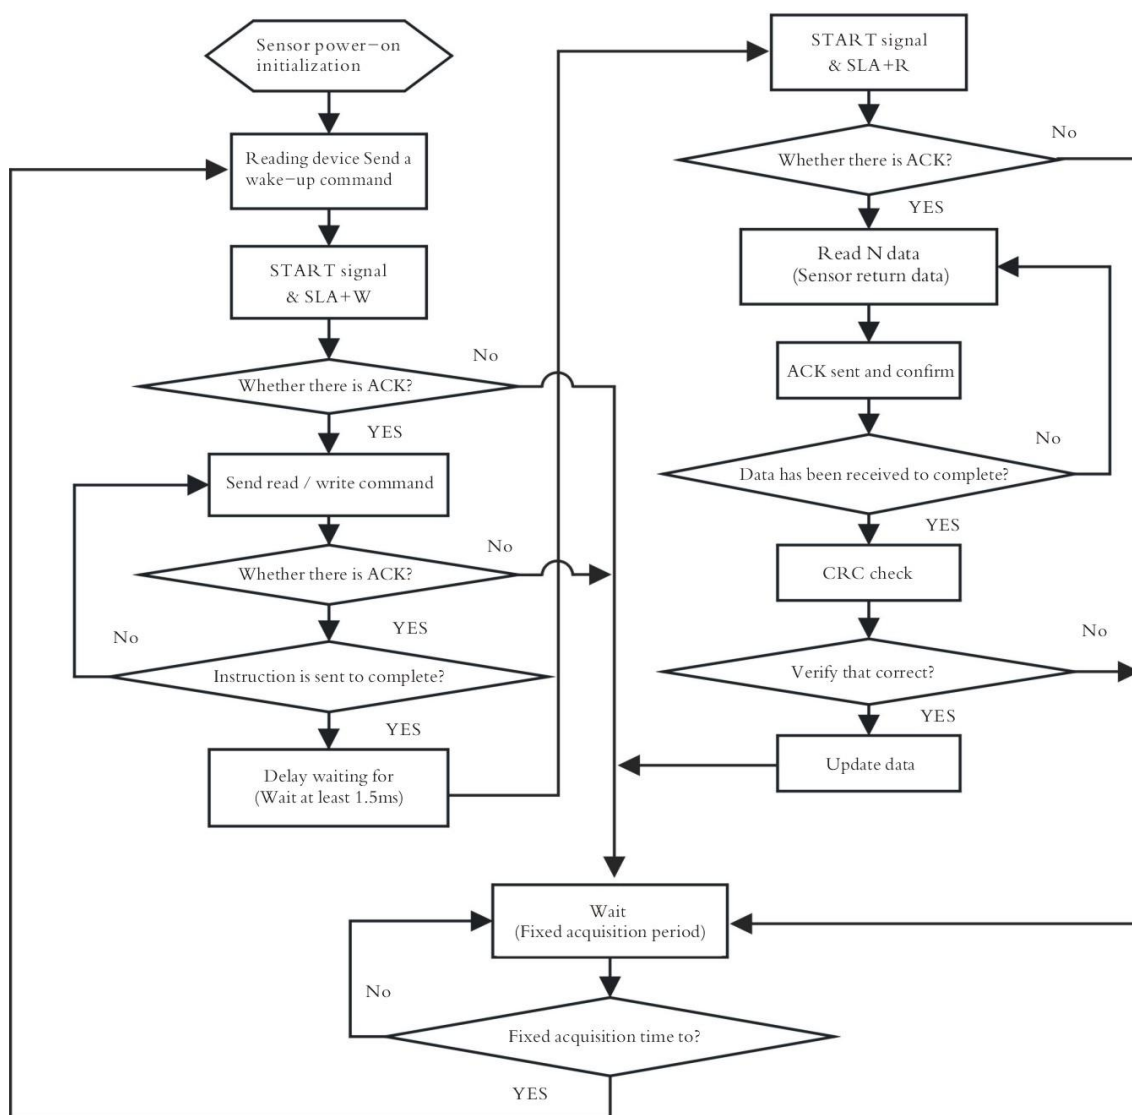 Sensor power-on
initialization
Reading device Send a
wake-up command
START signal
& SLA+W
Whether there is ACK?
No
YES
Send read / write command
Whether there is ACK?
No
YES
Instruction is sent to complete?
No
YES
Delay waiting for
(Wait at least 1.5ms)
START signal
& SLA+R
Whether there is ACK?
No
YES
Read N data
(Sensor return data)
ACK sent and confirm
Data has been received to complete?
No
YES
CRC check
Verify that correct?
No
YES
Update data
Wait
(Fixed acquisition period)
No
Fixed acquisition time to?
YES